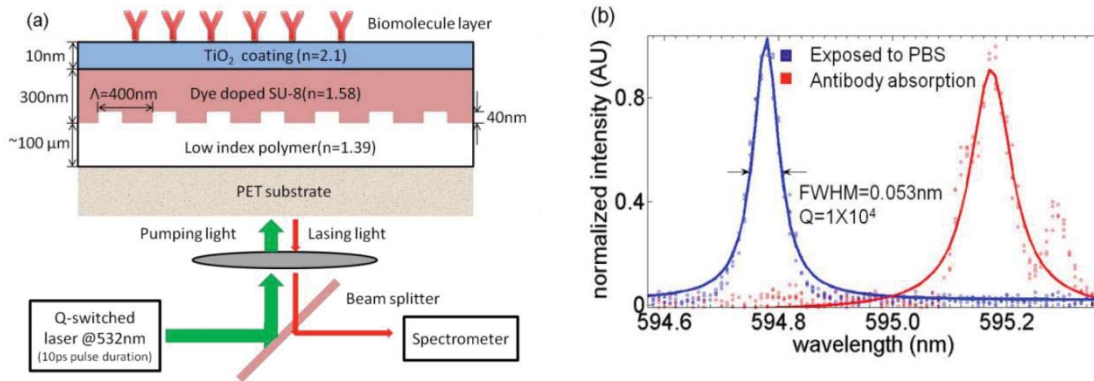 (a)
Biomolecule layer
10nm
TiO₂ coating (n=2.1)
300nm
Λ=400nm
Dye doped SU-8(n=1.58)
40nm
~100 μm
Low index polymer(n=1.39)
PET substrate
Pumping light
Lasing light
Beam splitter
Q-switched
laser @532nm
(10ps pulse duration)
Spectrometer
(b)
normalized intensity (AU)
0.8
0.4
0
Exposed to PBS
Antibody absorption
FWHM=0.053nm
Q=1X10⁴
594.6 594.8 595.0 595.2
wavelength (nm)